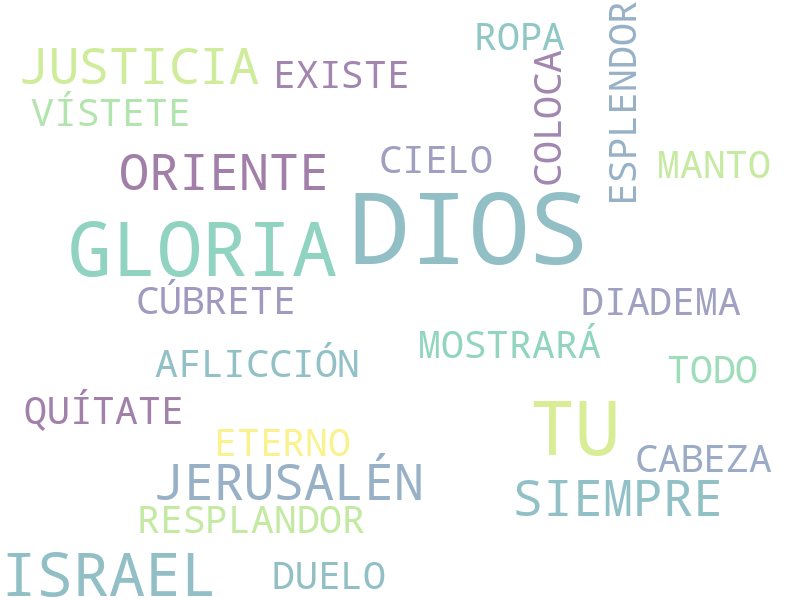 ROPA
ESPLENDOR
JUSTICIA
EXISTE
COLOCA
VÍSTETE
CIELO
MANTO
ORIENTE
DIOS
GLORIA
CÚBRETE
DIADEMA
MOSTRARÁ
AFLICCIÓN
TODO
QUÍTATE
TU
ETERNO
CABEZA
JERUSALÉN
SIEMPRE
RESPLANDOR
ISRAEL
DUELO